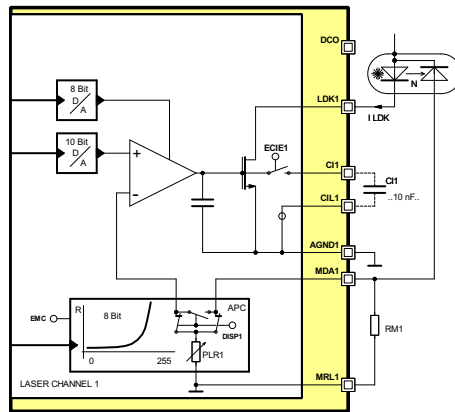 DCO
8 Bit
D
A
10 Bit
D
A
LDK1
I LDK
N
ECIE1
CI1
CI1
..10 nF..
CIL1
AGND1
MDA1
+
-
R
8 Bit
APC
EMC
DISP1
PLR1
0
255
RM1
LASER CHANNEL 1
MRL1